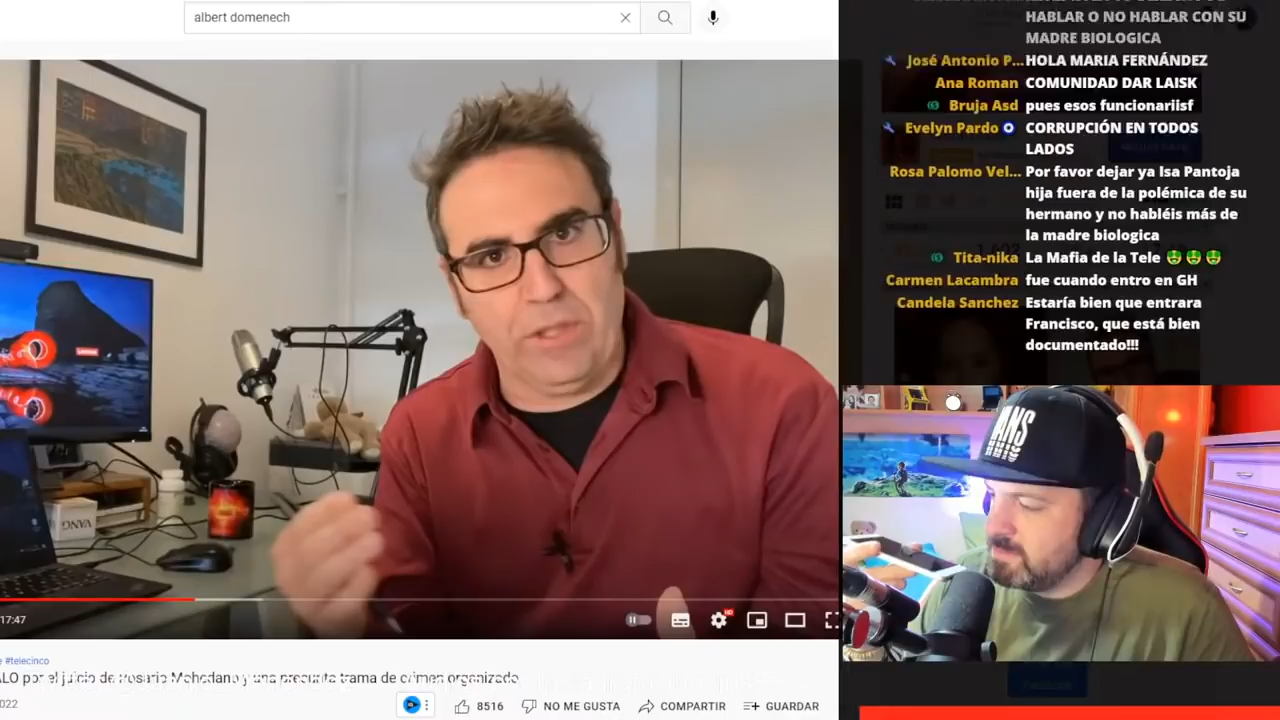 albert domenech
HABLAR O NO HABLAR CON SU
MADRE BIOLOGICA
José Antonio P... HOLA MARIA FERNÁNDEZ
Ana Roman COMUNIDAD DAR LAISK
Bruja Asd pues esos funcionariisf
Evelyn Pardo CORRUPCIÓN EN TODOS
LADOS
Rosa Palomo Vel... Por favor dejar ya Isa Pantoja
hija fuera de la polémica de su
hermano y no habléis más de
la madre biologica
Tita-nika La Mafia de la Tele 🤑🤑🤑
Carmen Lacambra fue cuando entro en GH
Candela Sanchez Estaría bien que entrara
Francisco, que está bien
documentado!!!
VANS
17:47
HD
#telecinco
ALO por el juicio de Rosario Mohedano y una presunta trama de crimen organizado
022
8516
NO ME GUSTA
COMPARTIR
GUARDAR